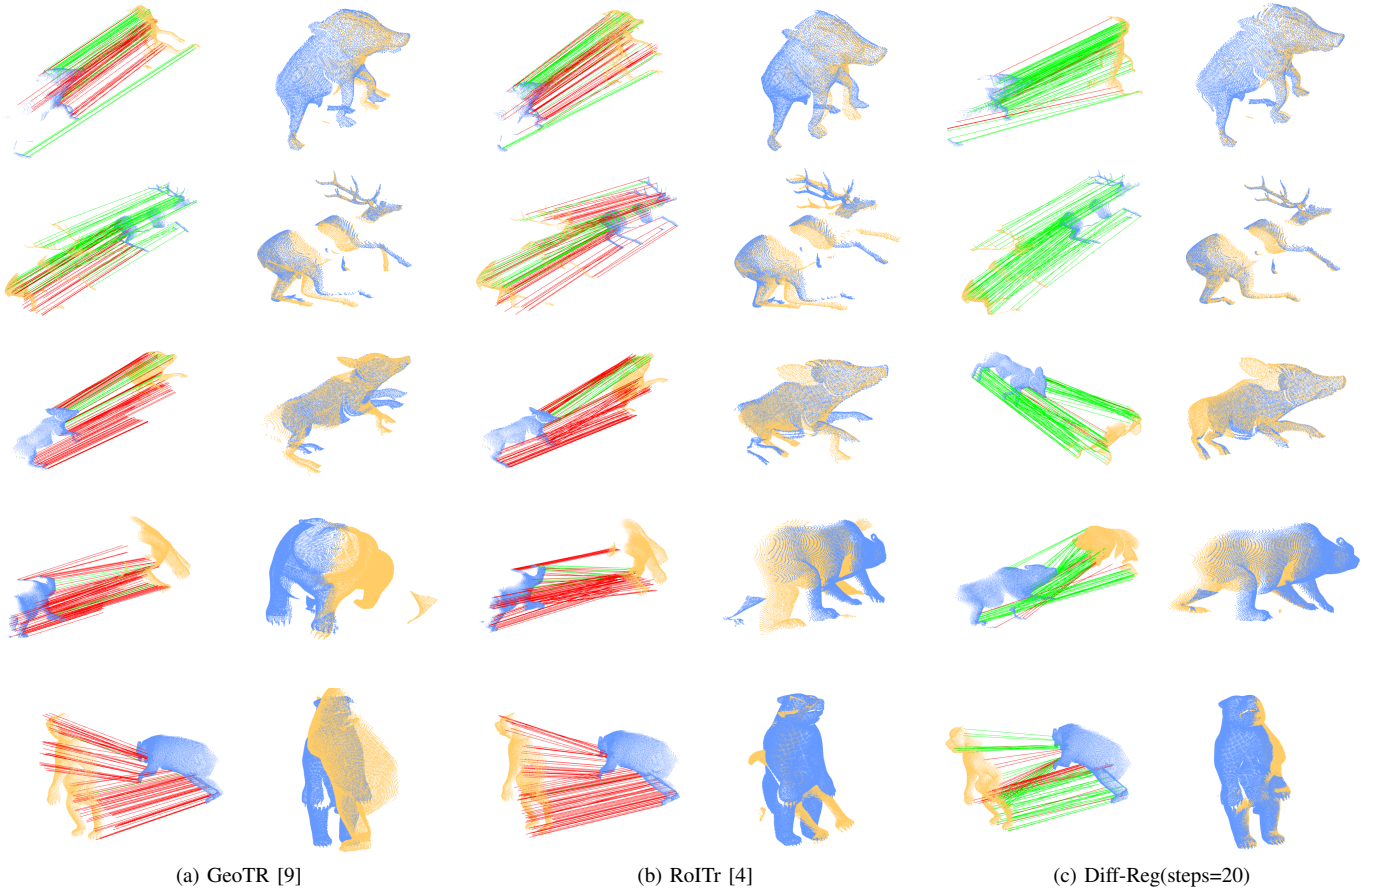 (a) GeoTR [9]
(b) RoITr [4]
(c) Diff-Reg(steps=20)